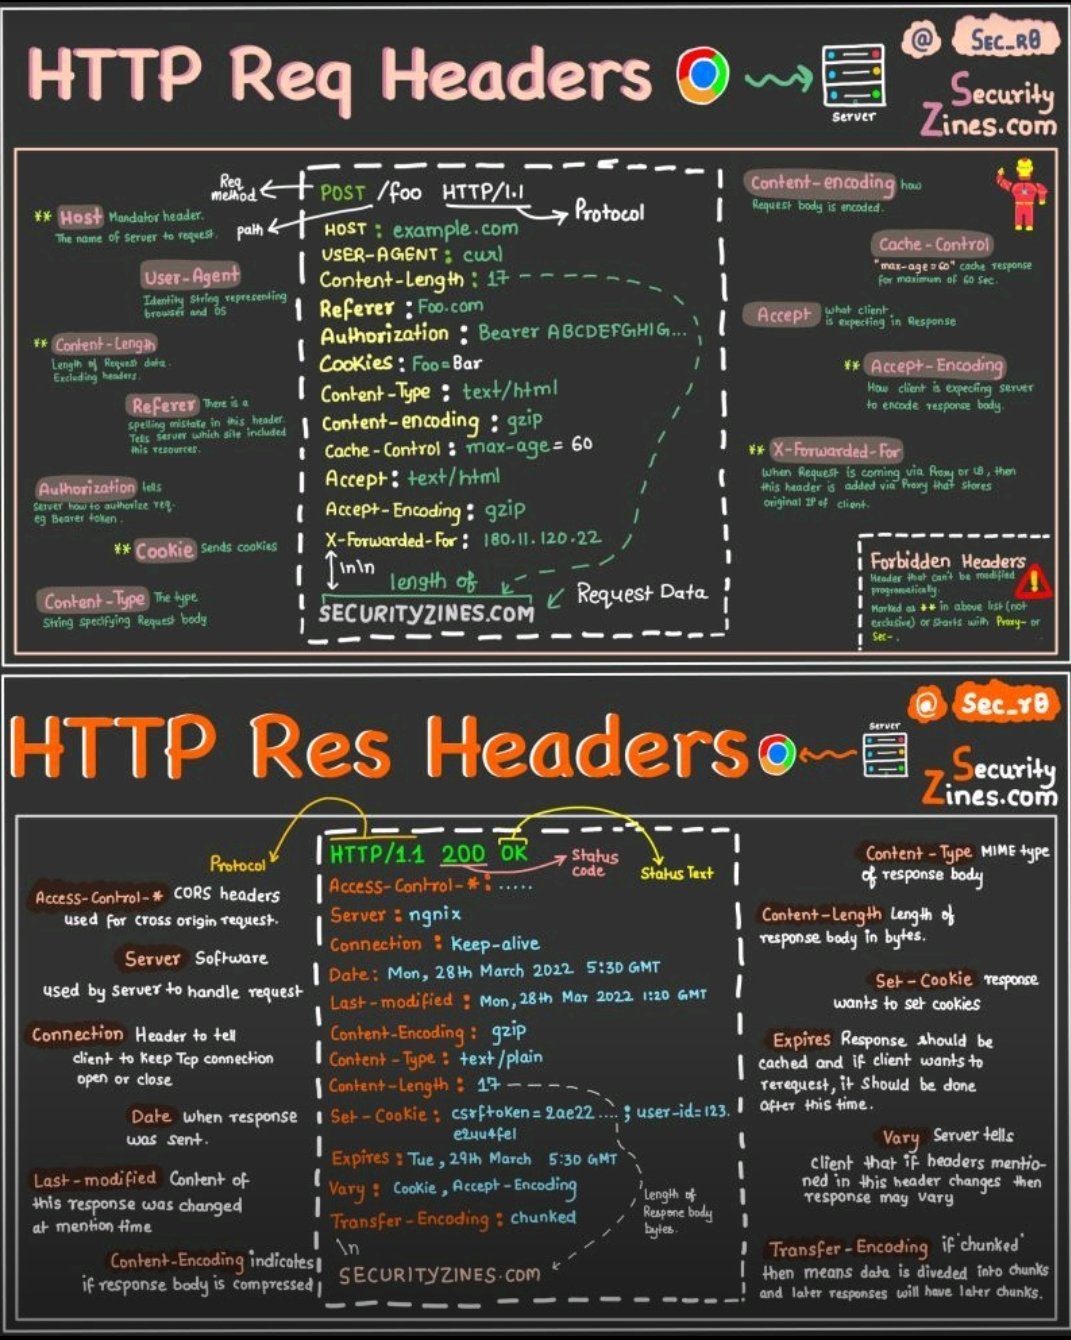 HTTP Req Headers
@ Sec_r0
Security
Zines.com
Server
** Host Mandator header.
The name of server to request.
User-Agent
Identity String representing
browser and OS
** Content-Length
Length of Request data.
Excluding headers.
Referer There is a
spelling mistake in this header.
Tells server which site included
this resources.
Authorization tells
server how to authorize req.
eg Bearer token.
** Cookie Sends cookies
Content-Type The type
String specifying Request body
Req
method
path
Protocol
POST /foo HTTP/1.1
HOST : example.com
USER-AGENT : curl
Content-Length : 17
Referer : Foo.com
Authorization : Bearer ABCDEFGHIG...
Cookies : Foo=Bar
Content-Type : text/html
Content-encoding : gzip
Cache-Control : max-age = 60
Accept : text/html
Accept-Encoding : gzip
X-Forwarded-For : 180.11.120.22
\n\n
length of
SECURITYZINES.COM
Request Data
Content-encoding how
Request body is encoded.
Cache-Control
"max-age=60" cache response
for maximum of 60 Sec.
Accept what client
is expecting in Response
** Accept-Encoding
How client is expecting server
to encode response body.
** X-Forwarded-For
When Request is coming via Proxy or LB, then
this header is added via Proxy that stores
original IP of client.
Forbidden Headers
Header that can't be modified
programatically.
Marked as ** in above list (not
exclusive) or Starts with Proxy- or
Sec-.
HTTP Res Headers
@ Sec_r0
Security
Zines.com
Server
Protocol
Access-Control-* CORS headers
used for cross origin request.
Server Software
used by server to handle request
Connection Header to tell
client to keep Tcp connection
open or close
Date when response
was sent.
Last-modified Content of
this response was changed
at mention time
Content-Encoding indicates
if response body is compressed
HTTP/1.1 200 OK
Status
code
Status Text
Access-Control-* : .....
Server : ngnix
Connection : Keep-alive
Date : Mon, 28th March 2022 5:30 GMT
Last-modified : Mon, 28th Mar 2022 1:20 GMT
Content-Encoding : gzip
Content-Type : text/plain
Content-Length : 17
Set-Cookie : csrftoken = 2ae22 .... ; user-id=123.
e2uu4fe1
Expires : Tue, 29th March 5:30 GMT
Vary : Cookie, Accept-Encoding
Transfer-Encoding : chunked
\n
SECURITYZINES.COM
Length of
Respone body
bytes.
Content-Type MIME type
of response body
Content-Length Length of
response body in bytes.
Set-Cookie response
wants to set cookies
Expires Response should be
cached and if client wants to
rerequest, it should be done
after this time.
Vary Server tells
client that if headers mentio-
ned in this header changes then
response may vary
Transfer-Encoding if 'chunked'
then means data is diveded into chunks
and later responses will have later chunks.